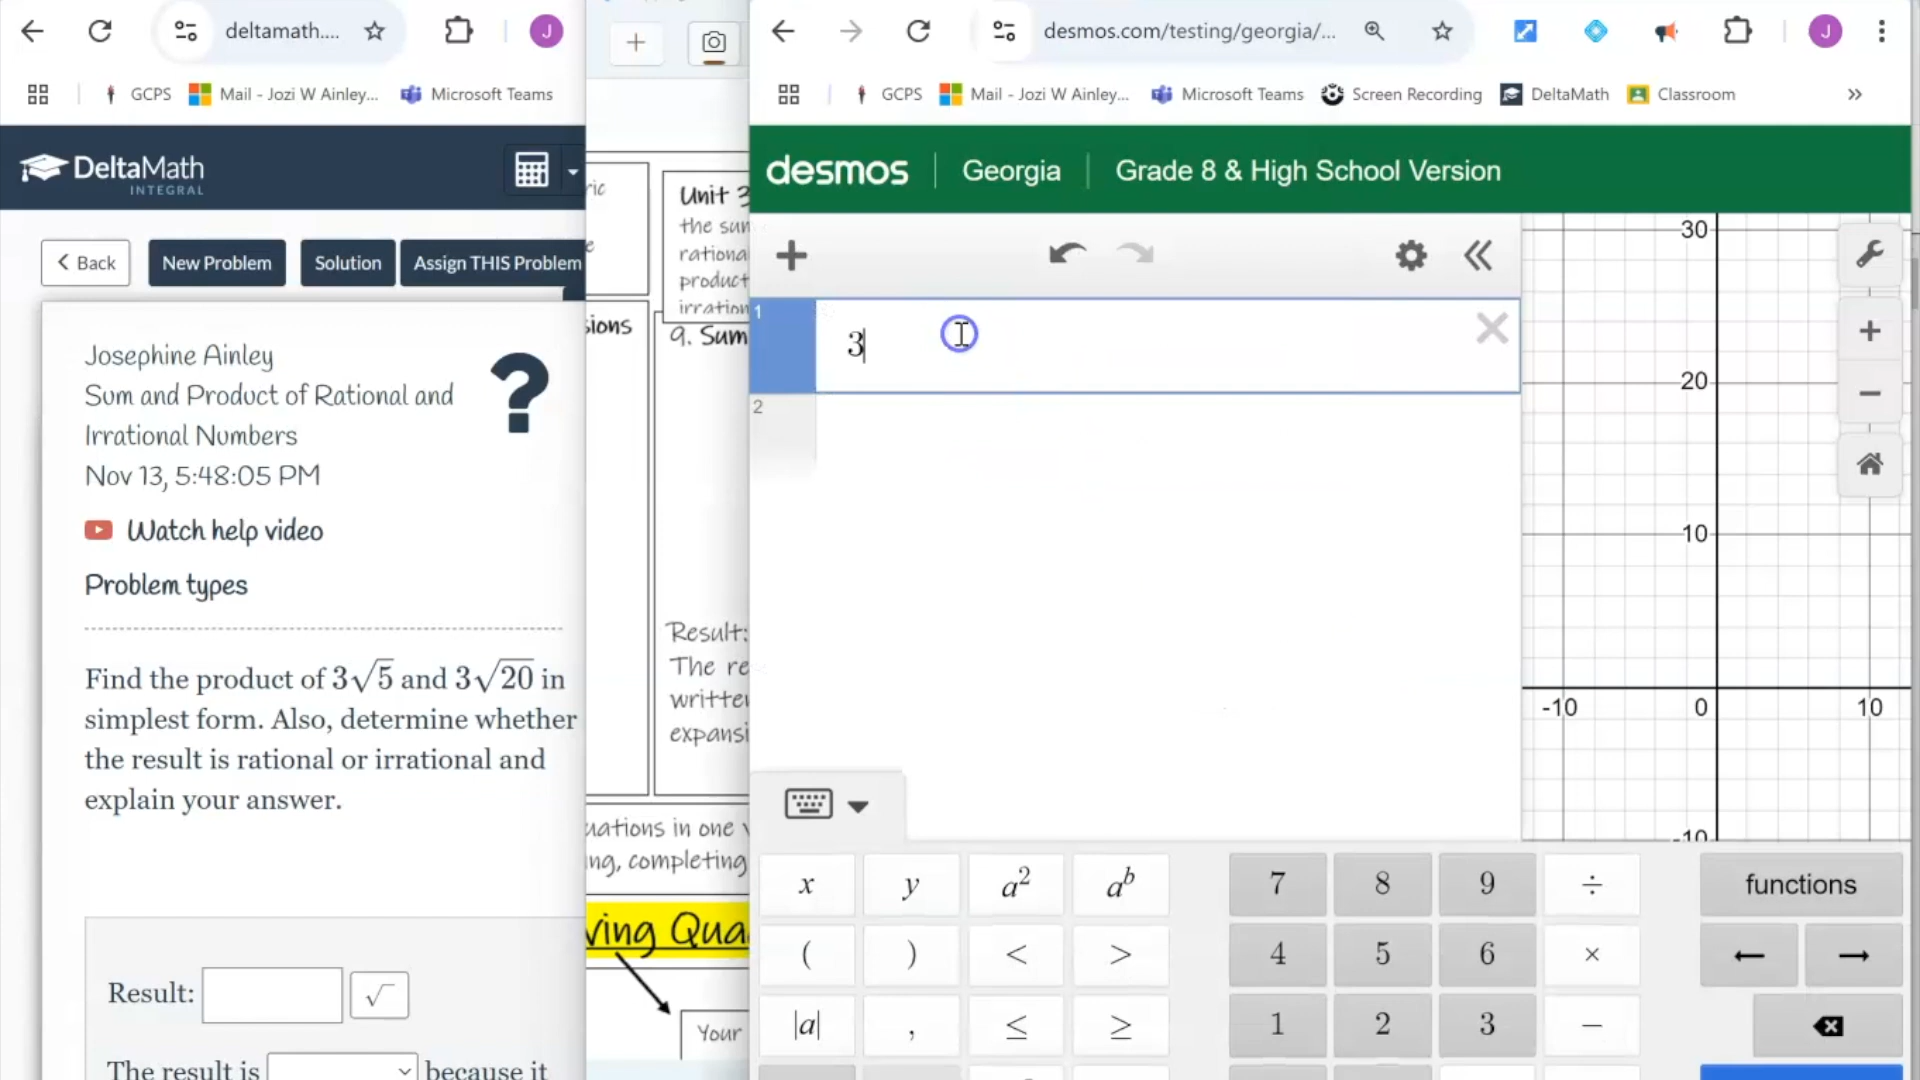 deltamath....
J
GCPS
Mail - Jozi W Ainley...
Microsoft Teams
DeltaMath
INTEGRAL
Back
New Problem
Solution
Assign THIS Problem
Josephine Ainley
Sum and Product of Rational and
Irrational Numbers
Nov 13, 5:48:05 PM
?
Watch help video
Problem types
Find the product of 3√5 and 3√20 in
simplest form. Also, determine whether
the result is rational or irrational and
explain your answer.
Result:
√
The result is
because it
ric
e
sions
Unit 3
the sum
rationa
product
irration
9. Sum
Result:
The re
written
expansi
uations in one v
ng, completing
ving Qua
Your
desmos.com/testing/georgia/...
J
GCPS
Mail - Jozi W Ainley...
Microsoft Teams
Screen Recording
DeltaMath
Classroom
»
desmos
Georgia
Grade 8 & High School Version
1
3
2
30
20
10
-10
0
10
-10
x y a² aᵇ 7 8 9 ÷ functions
( ) < > 4 5 6 × ← →
|a| , ≤ ≥ 1 2 3 −